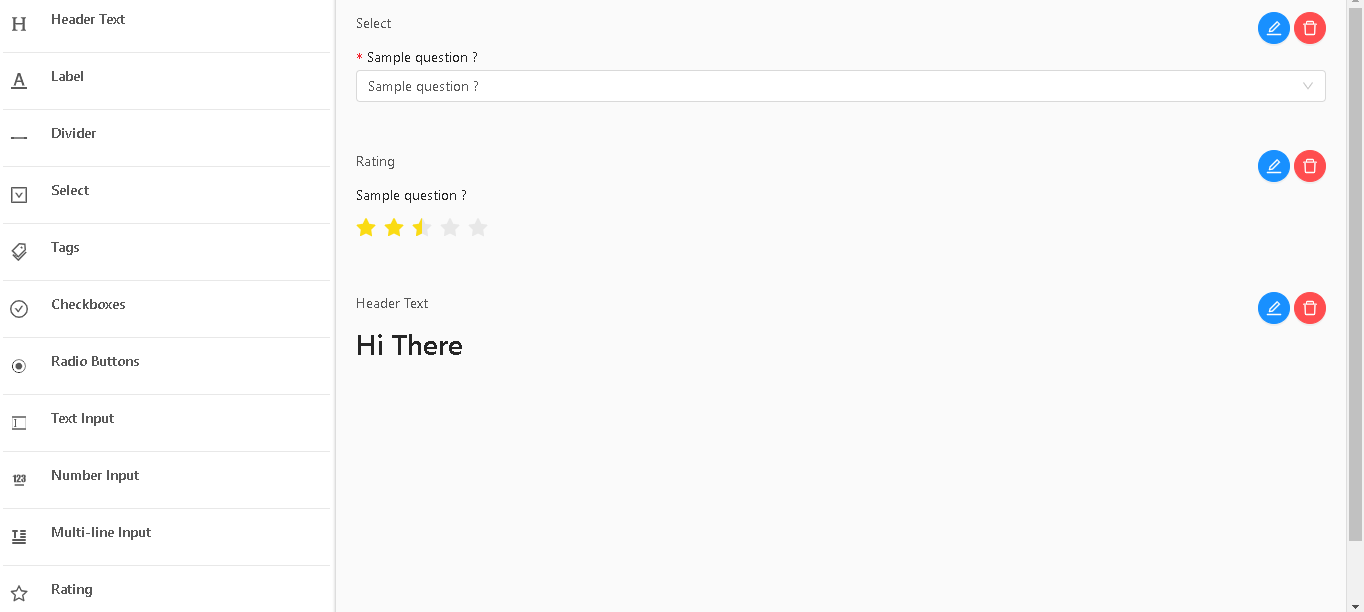 H Header Text
A Label
Divider
Select
Tags
Checkboxes
Radio Buttons
Text Input
123 Number Input
Multi-line Input
Rating
Select
* Sample question ?
Sample question ?
Rating
Sample question ?
Header Text
Hi There